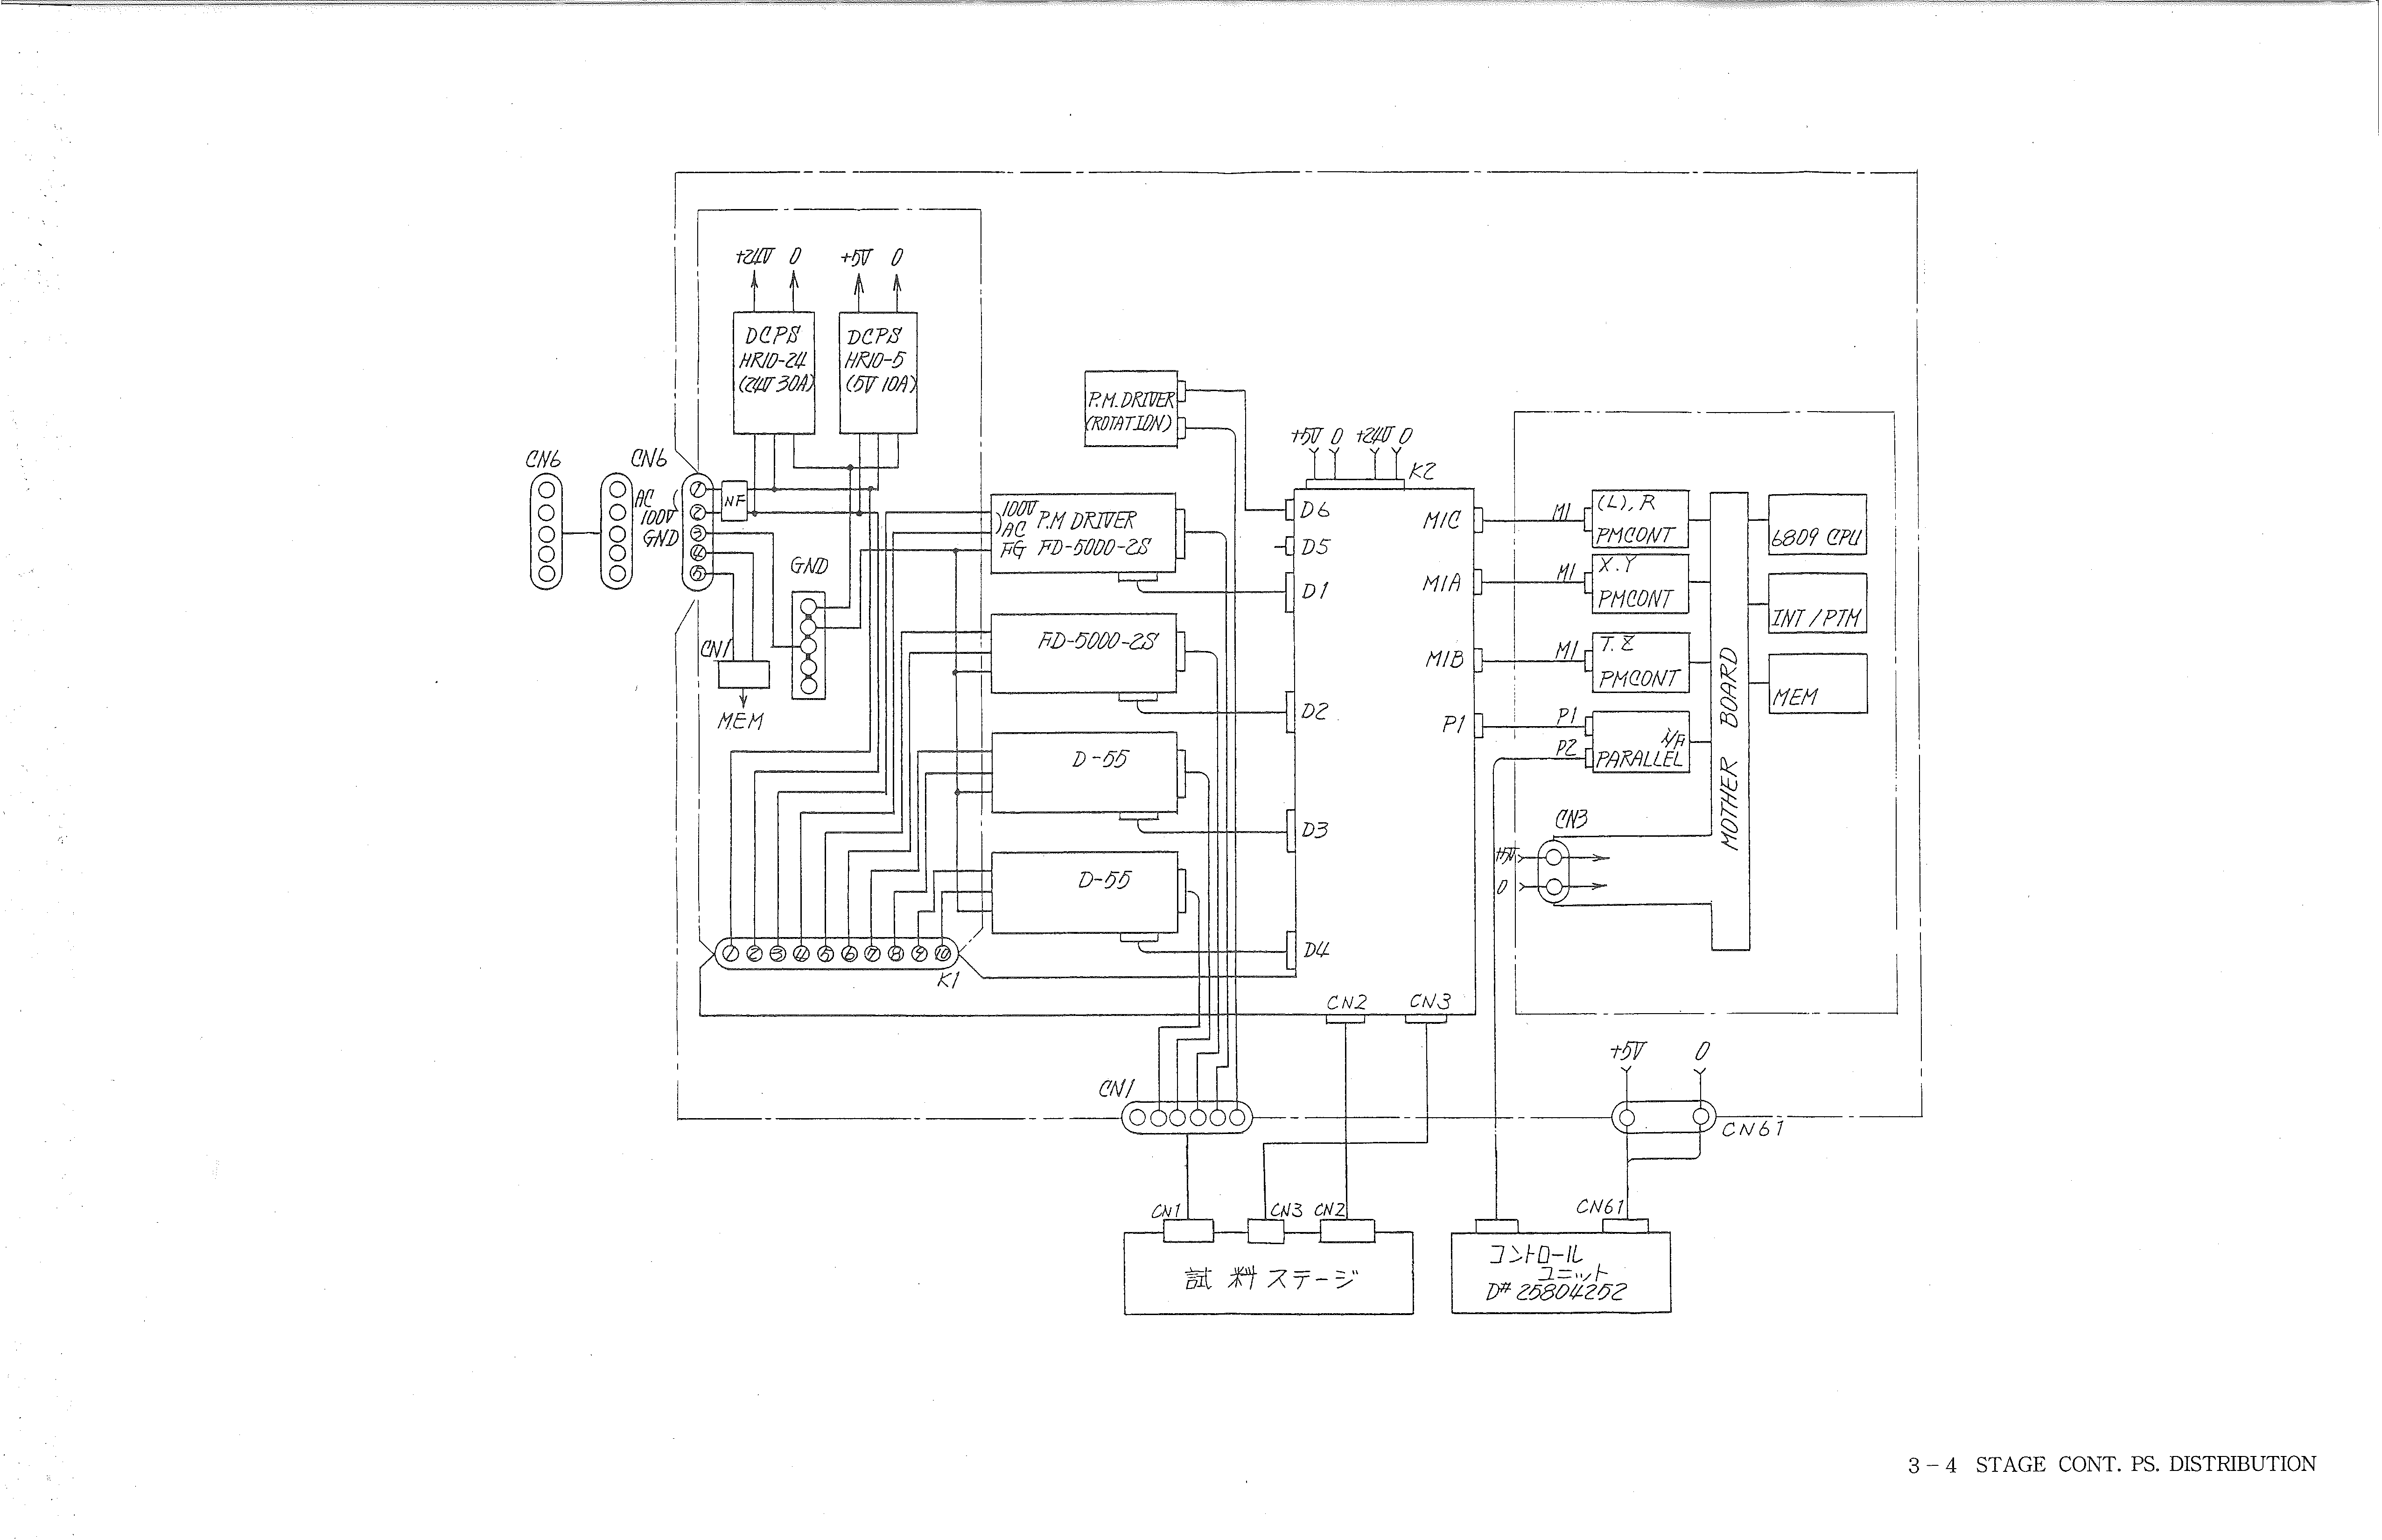 +24V 0 +5V 0
DCPS
HR10-24
(24V 30A)
DCPS
HR10-5
(5V 10A)
P.M.DRIVER
(ROTATION)
+5V 0 +24V 0
K2
CN6
CN6
AC
100V
GND
1
2
3
4
5
NF
GND
CN1
MEM
100V
AC
FG
P.M DRIVER
FD-5000-2S
FD-5000-2S
D-55
D-55
D6
D5
D1
D2
D3
D4
M1C
M1A
M1B
P1
M1
M1
M1
P1
P2
(L), R
PMCONT
X.Y
PMCONT
T.Z
PMCONT
PARALLEL
MOTHER BOARD
6809 CPU
INT/PTM
MEM
CN3
+5V
0
1 2 3 4 5 6 7 8 9 10
K1
CN2 CN3
CN1
+5V 0
CN61
CN1 CN3 CN2
試料ステージ
CN61
コントロール
ユニット
D# 25804252
3-4 STAGE CONT. PS. DISTRIBUTION